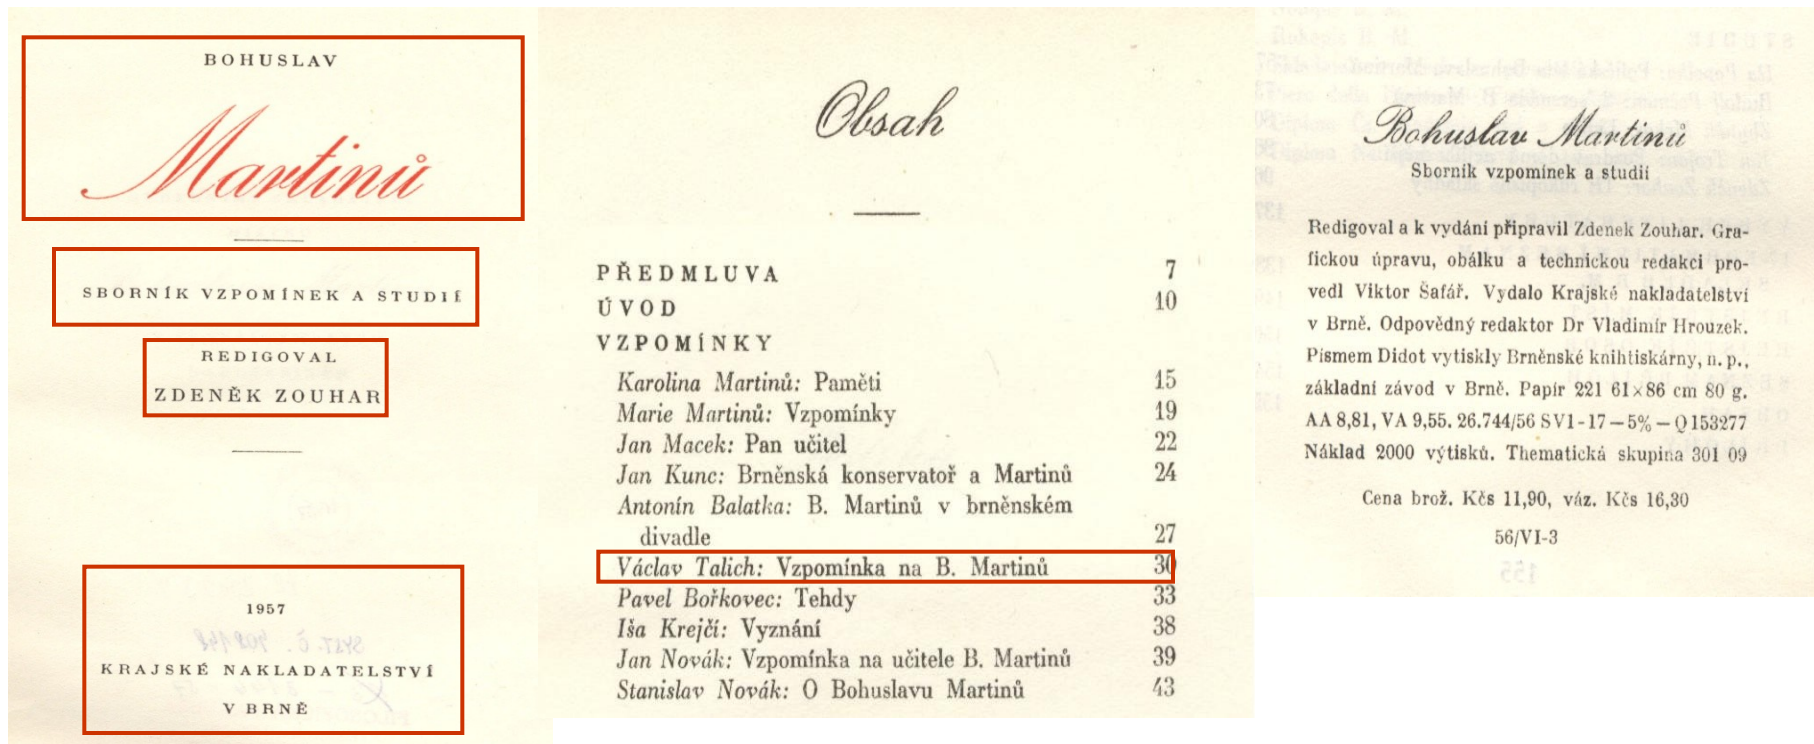 BOHUSLAV
Martinů
SBORNÍK VZPOMÍNEK A STUDIÍ
REDIGOVAL
ZDENĚK ZOUHAR
1957
KRAJSKÉ NAKLADATELSTVÍ
V BRNĚ
Obsah
PŘEDMLUVA 7
ÚVOD 10
VZPOMÍNKY
Karolina Martinů: Paměti 15
Marie Martinů: Vzpomínky 19
Jan Macek: Pan učitel 22
Jan Kunc: Brněnská konservatoř a Martinů 24
Antonín Balatka: B. Martinů v brněnském
divadle 27
Václav Talich: Vzpomínka na B. Martinů 30
Pavel Bořkovec: Tehdy 33
Iša Krejčí: Vyznání 38
Jan Novák: Vzpomínka na učitele B. Martinů 39
Stanislav Novák: O Bohuslavu Martinů 43
Bohuslav Martinů
Sborník vzpomínek a studií
Redigoval a k vydání připravil Zdenek Zouhar. Gra-
fickou úpravu, obálku a technickou redakci pro-
vedl Viktor Šafář. Vydalo Krajské nakladatelství
v Brně. Odpovědný redaktor Dr Vladimír Hrouzek.
Písmem Didot vytiskly Brněnské knihtiskárny, n. p.,
základní závod v Brně. Papír 221 61×86 cm 80 g.
AA 8,81, VA 9,55. 26.744/56 SV1-17—5%—Q 153277
Náklad 2000 výtisků. Thematická skupina 301 09
Cena brož. Kčs 11,90, váz. Kčs 16,30
56/VI-3